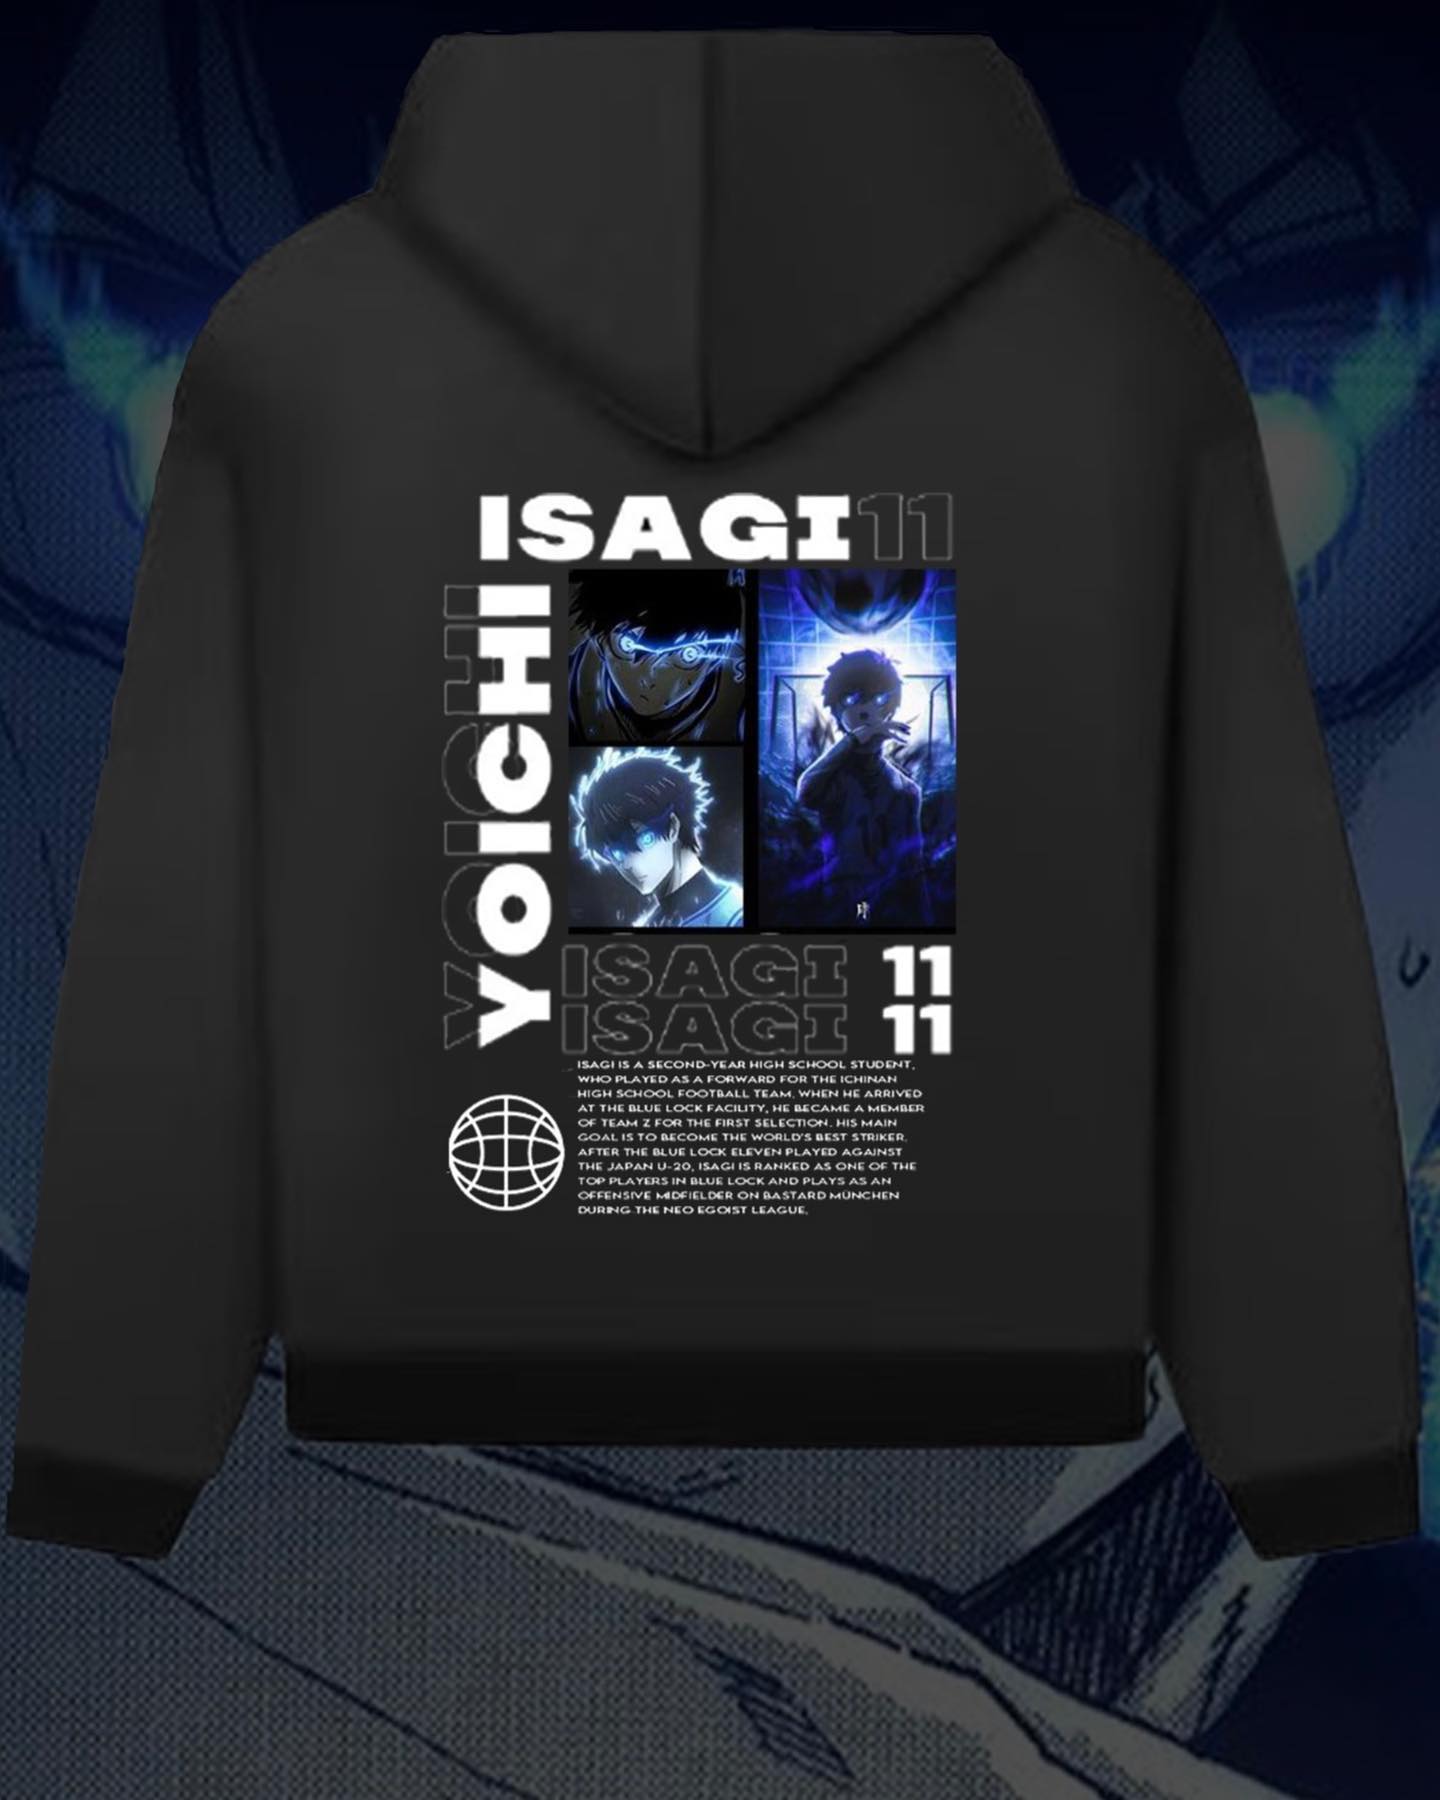 ISAGI 11
YOICHI
YOICHI
ISAGI 11
ISAGI 11
ISAGI IS A SECOND-YEAR HIGH SCHOOL STUDENT,
WHO PLAYED AS A FORWARD FOR THE ICHINAN
HIGH SCHOOL FOOTBALL TEAM. WHEN HE ARRIVED
AT THE BLUE LOCK FACILITY, HE BECAME A MEMBER
OF TEAM Z FOR THE FIRST SELECTION. HIS MAIN
GOAL IS TO BECOME THE WORLD'S BEST STRIKER.
AFTER THE BLUE LOCK ELEVEN PLAYED AGAINST
THE JAPAN U-20, ISAGI IS RANKED AS ONE OF THE
TOP PLAYERS IN BLUE LOCK AND PLAYS AS AN
OFFENSIVE MIDFIELDER ON BASTARD MÜNCHEN
DURING THE NEO EGOIST LEAGUE.